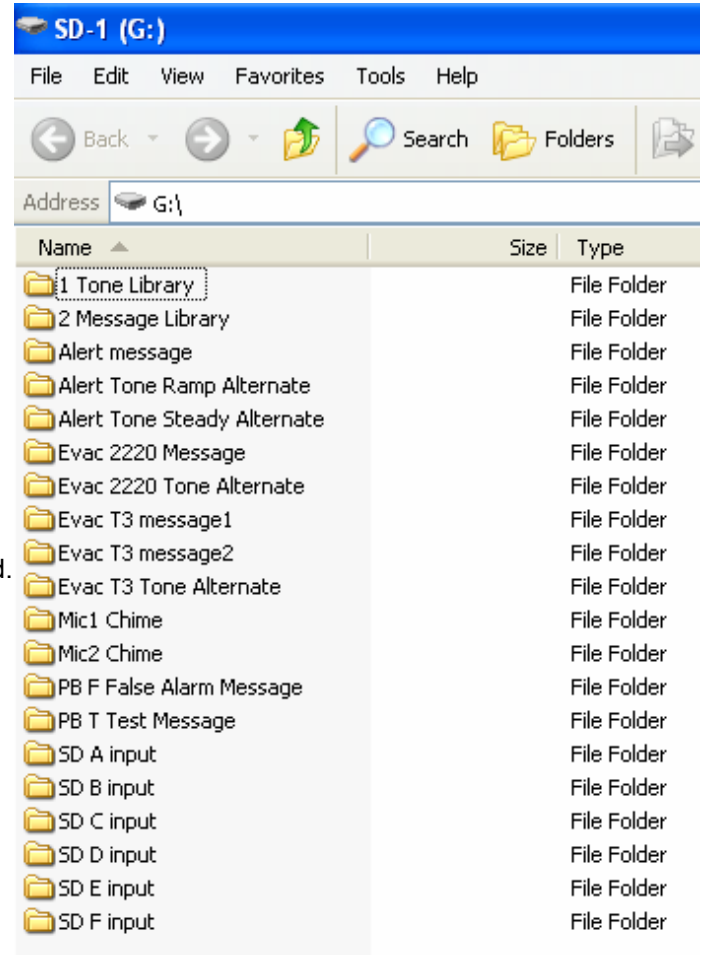 SD-1 (G:)
File Edit View Favorites Tools Help
Back Search Folders
Address G:\
Name Size Type
1 Tone Library File Folder
2 Message Library File Folder
Alert message File Folder
Alert Tone Ramp Alternate File Folder
Alert Tone Steady Alternate File Folder
Evac 2220 Message File Folder
Evac 2220 Tone Alternate File Folder
Evac T3 message1 File Folder
Evac T3 message2 File Folder
Evac T3 Tone Alternate File Folder
Mic1 Chime File Folder
Mic2 Chime File Folder
PB F False Alarm Message File Folder
PB T Test Message File Folder
SD A input File Folder
SD B input File Folder
SD C input File Folder
SD D input File Folder
SD E input File Folder
SD F input File Folder